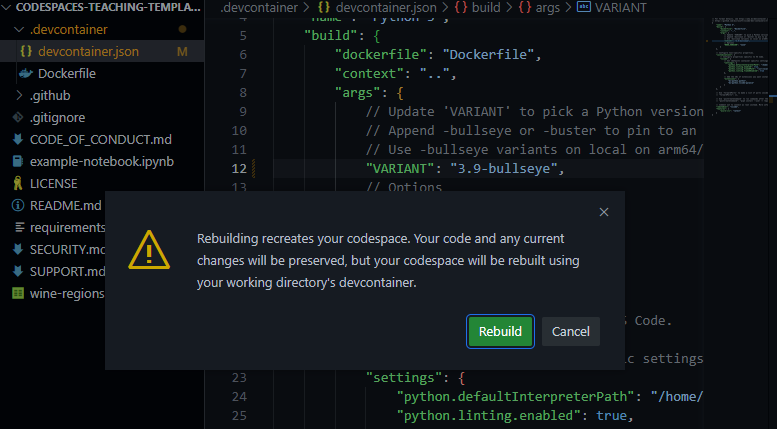 CODESPACES-TEACHING-TEMPLA...
.devcontainer
devcontainer.json M
Dockerfile
.github
.gitignore
CODE_OF_CONDUCT.md
example-notebook.ipynb
LICENSE
README.md
requirements
SECURITY.md
SUPPORT.md
wine-regions
.devcontainer > devcontainer.json > { } build > { } args > abc VARIANT
4 "name": "Python 3",
5 "build": {
6 "dockerfile": "Dockerfile",
7 "context": "..",
8 "args": {
9 // Update 'VARIANT' to pick a Python version
10 // Append -bullseye or -buster to pin to an
11 // Use -bullseye variants on local on arm64/
12 "VARIANT": "3.9-bullseye",
13 // Options
Rebuilding recreates your codespace. Your code and any current
changes will be preserved, but your codespace will be rebuilt using
your working directory's devcontainer.
Rebuild Cancel
S Code.
ic settings
23 "settings": {
24 "python.defaultInterpreterPath": "/home/
25 "python.linting.enabled": true,